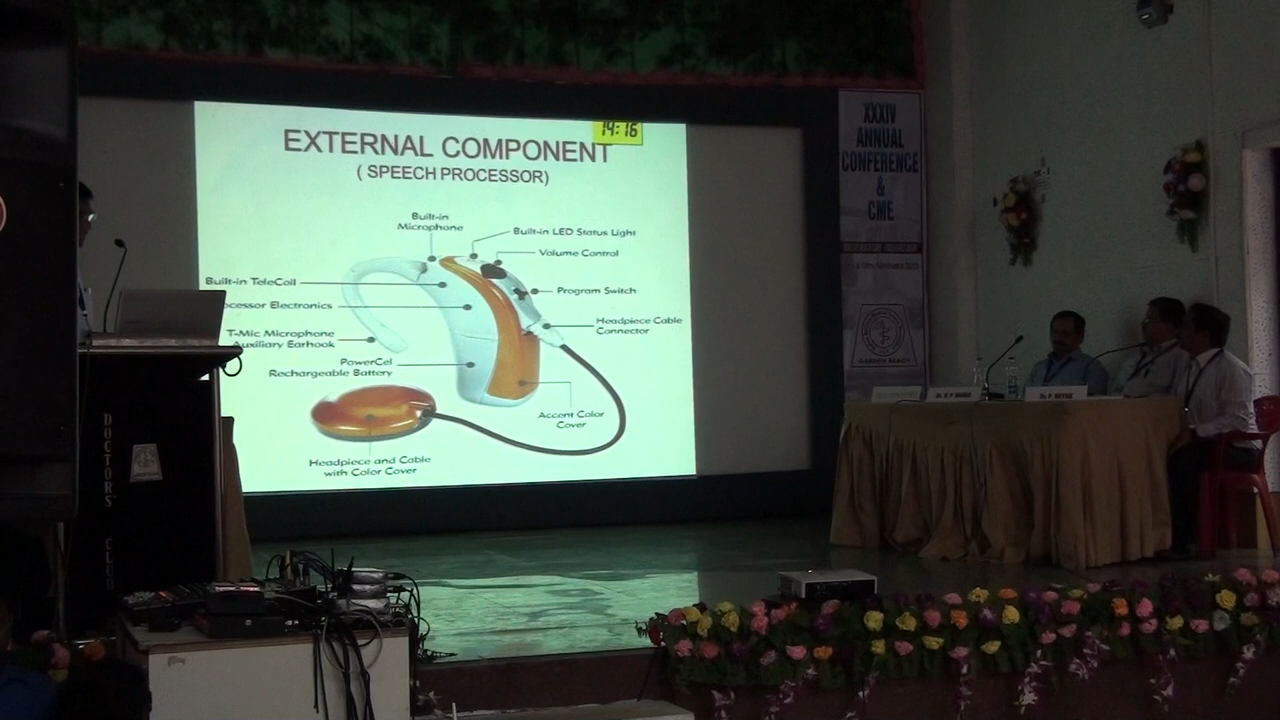 14:16
EXTERNAL COMPONENT
( SPEECH PROCESSOR)
Built-in
Microphone
Built-in LED Status Light
Volume Control
Built-in TeleCoil
Program Switch
ocessor Electronics
Headpiece Cable
Connector
T-Mic Microphone
Auxiliary Earhook
PowerCel
Rechargeable Battery
Accent Color
Cover
Headpiece and Cable
with Color Cover
XXXIV
ANNUAL
CONFERENCE
&
CME
GARDEN REACH
DOCTORS' CLUB